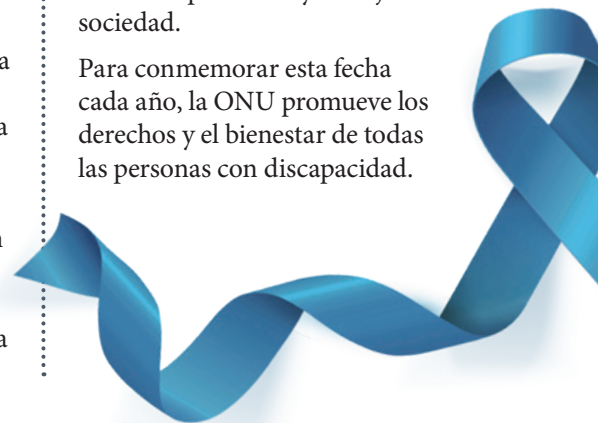 sociedad.
Para conmemorar esta fecha
cada año, la ONU promueve los
derechos y el bienestar de todas
las personas con discapacidad.